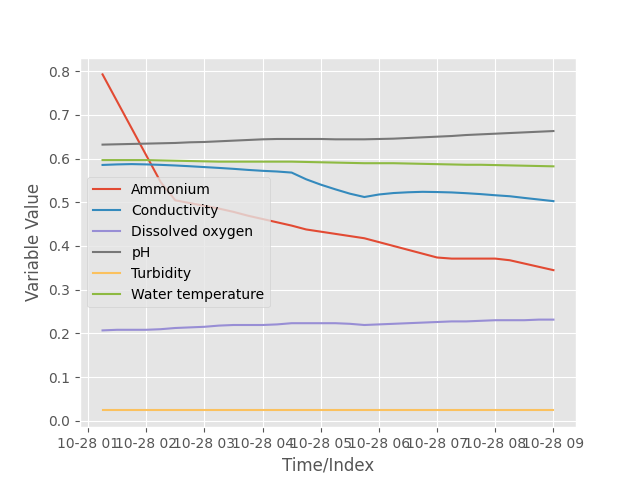 0.8
0.7
0.6
0.5
0.4
0.3
0.2
0.1
0.0
Variable Value
Ammonium
Conductivity
Dissolved oxygen
pH
Turbidity
Water temperature
10-28 01 10-28 02 10-28 03 10-28 04 10-28 05 10-28 06 10-28 07 10-28 08 10-28 09
Time/Index